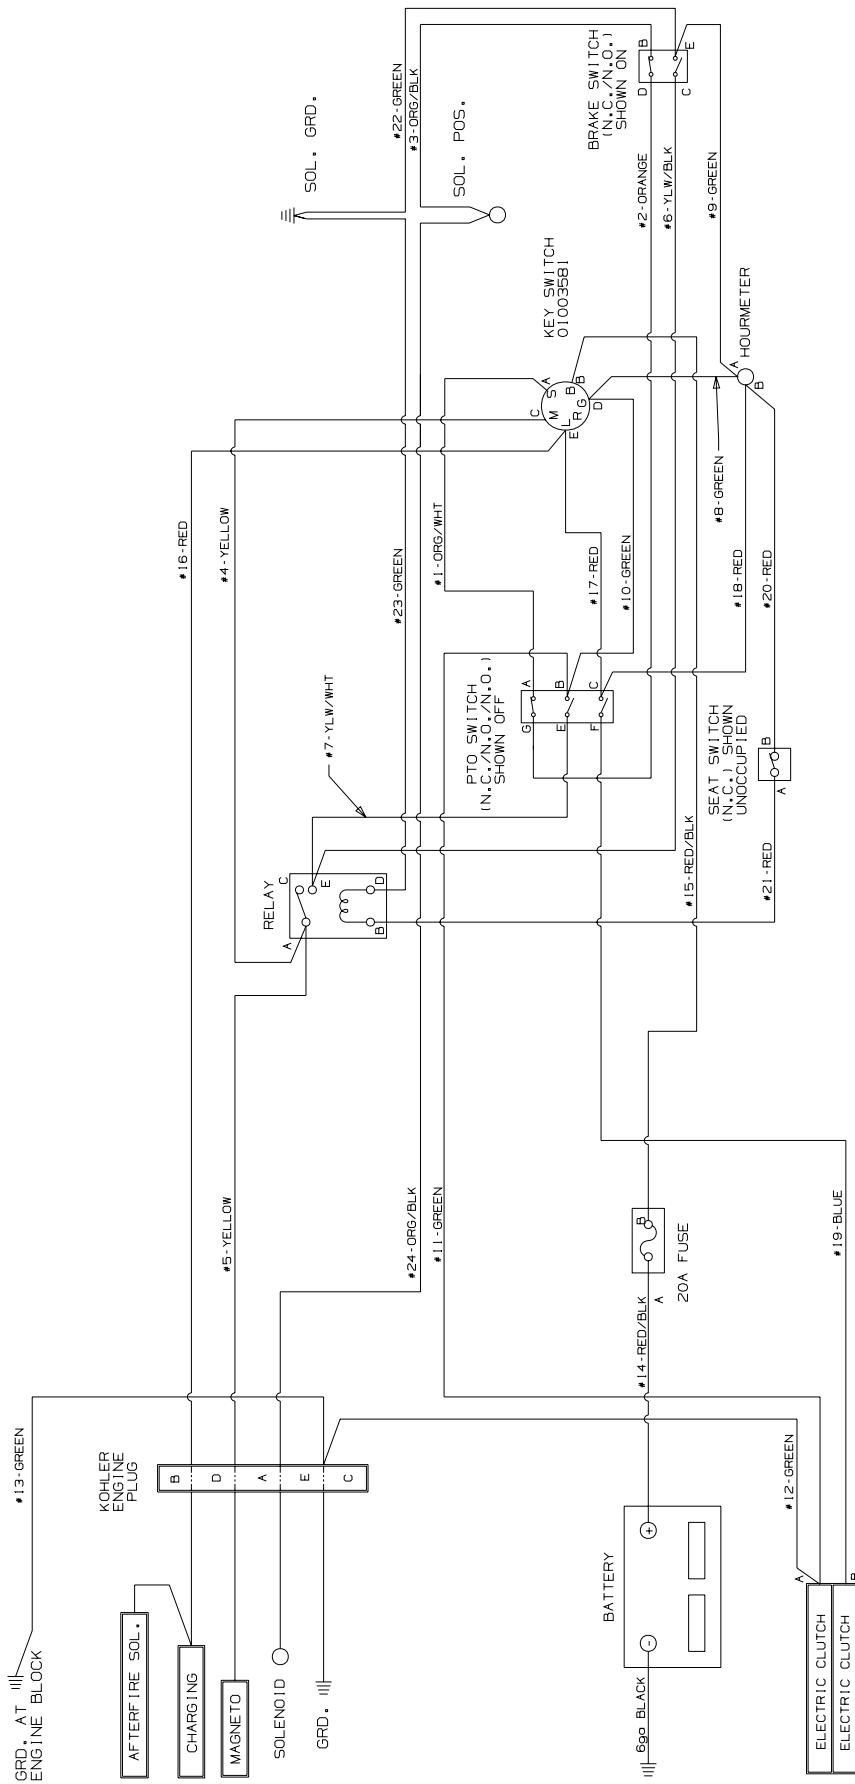 #22-GREEN
#3-ORG/BLK
SOL. GRD.
SOL. POS.
BRAKE SWITCH
(N.C./N.O.)
SHOWN ON
B
E
D
C
#2-ORANGE
#6-YLW/BLK
#9-GREEN
KEY SWITCH
01003581
HOURMETER
A
B
A
B
C
D
E
S
B
M
G
R
L
#16-RED
#4-YELLOW
#23-GREEN
#1-ORG/WHT
#17-RED
#10-GREEN
#8-GREEN
#18-RED
#20-RED
#7-YLW/WHT
PTO SWITCH
(N.C./N.O./N.O.)
SHOWN OFF
A
B
C
G
E
F
SEAT SWITCH
(N.C.) SHOWN
UNOCCUPIED
B
A
RELAY
C
E
D
A
B
#15-RED/BLK
#21-RED
#5-YELLOW
#24-ORG/BLK
#11-GREEN
B
20A FUSE
A
#14-RED/BLK
#19-BLUE
#13-GREEN
KOHLER
ENGINE
PLUG
B
D
A
E
C
#12-GREEN
BATTERY
+
-
6ga BLACK
GRD. AT
ENGINE BLOCK
AFTERFIRE SOL.
CHARGING
MAGNETO
SOLENOID
GRD.
A
B
ELECTRIC CLUTCH
ELECTRIC CLUTCH